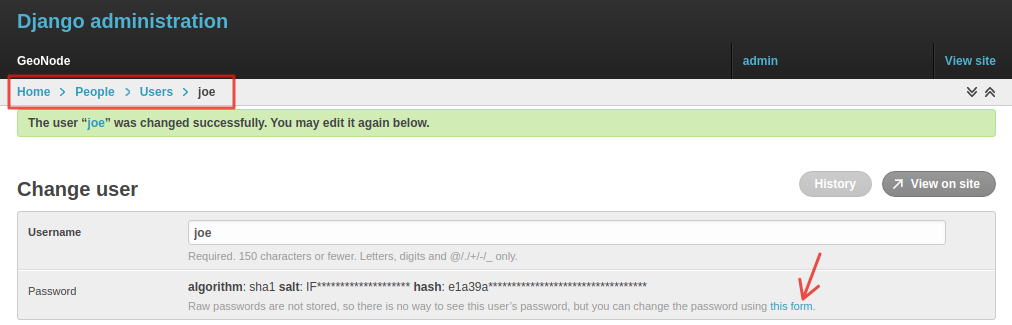 Django administration
GeoNode admin View site
Home > People > Users > joe
The user “joe” was changed successfully. You may edit it again below.
Change user History View on site
Username joe
Required. 150 characters or fewer. Letters, digits and @/./+/-/_ only.
Password algorithm: sha1 salt: IF******************** hash: e1a39a**********************************
Raw passwords are not stored, so there is no way to see this user’s password, but you can change the password using this form.